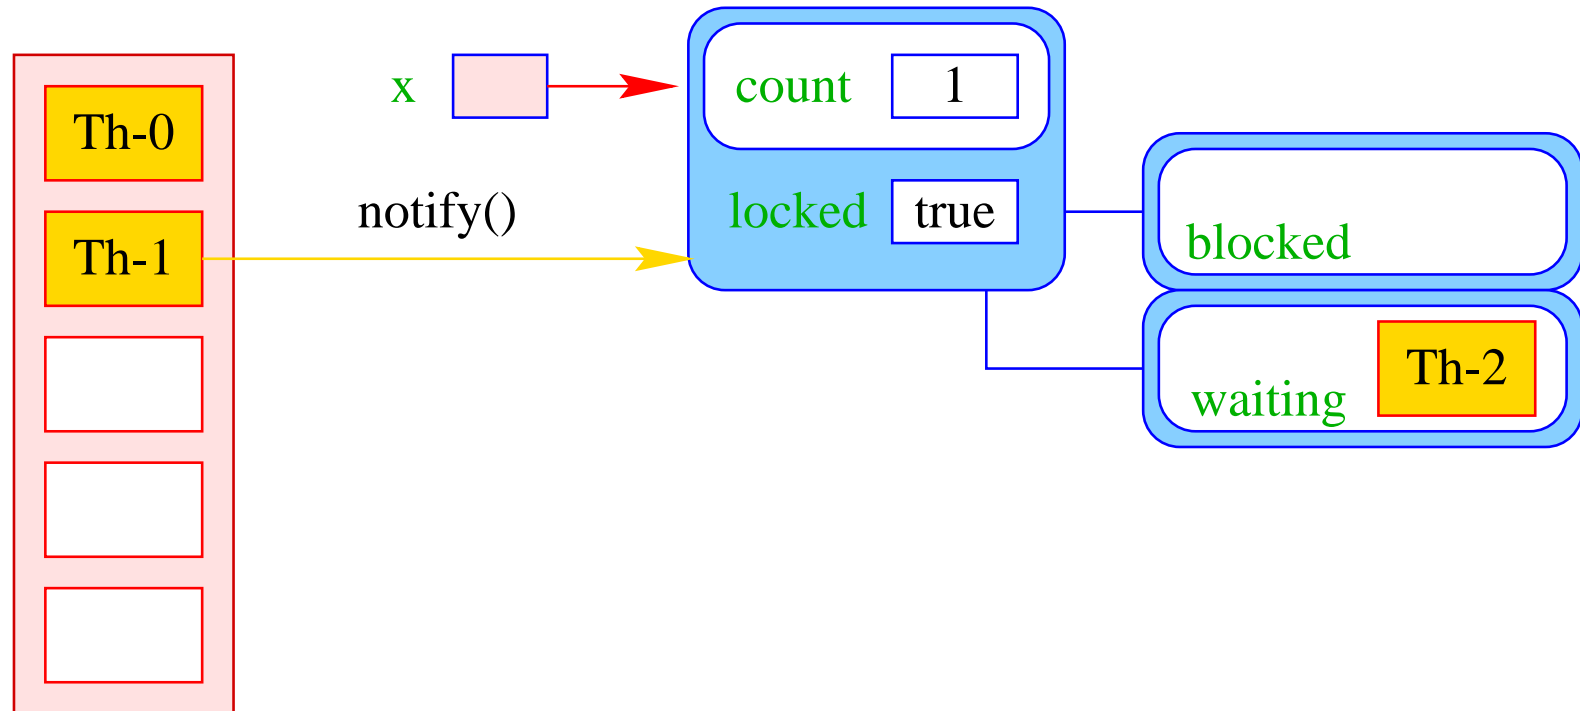 x
count
1
Th-0
notify()
locked
true
Th-1
blocked
waiting
Th-2